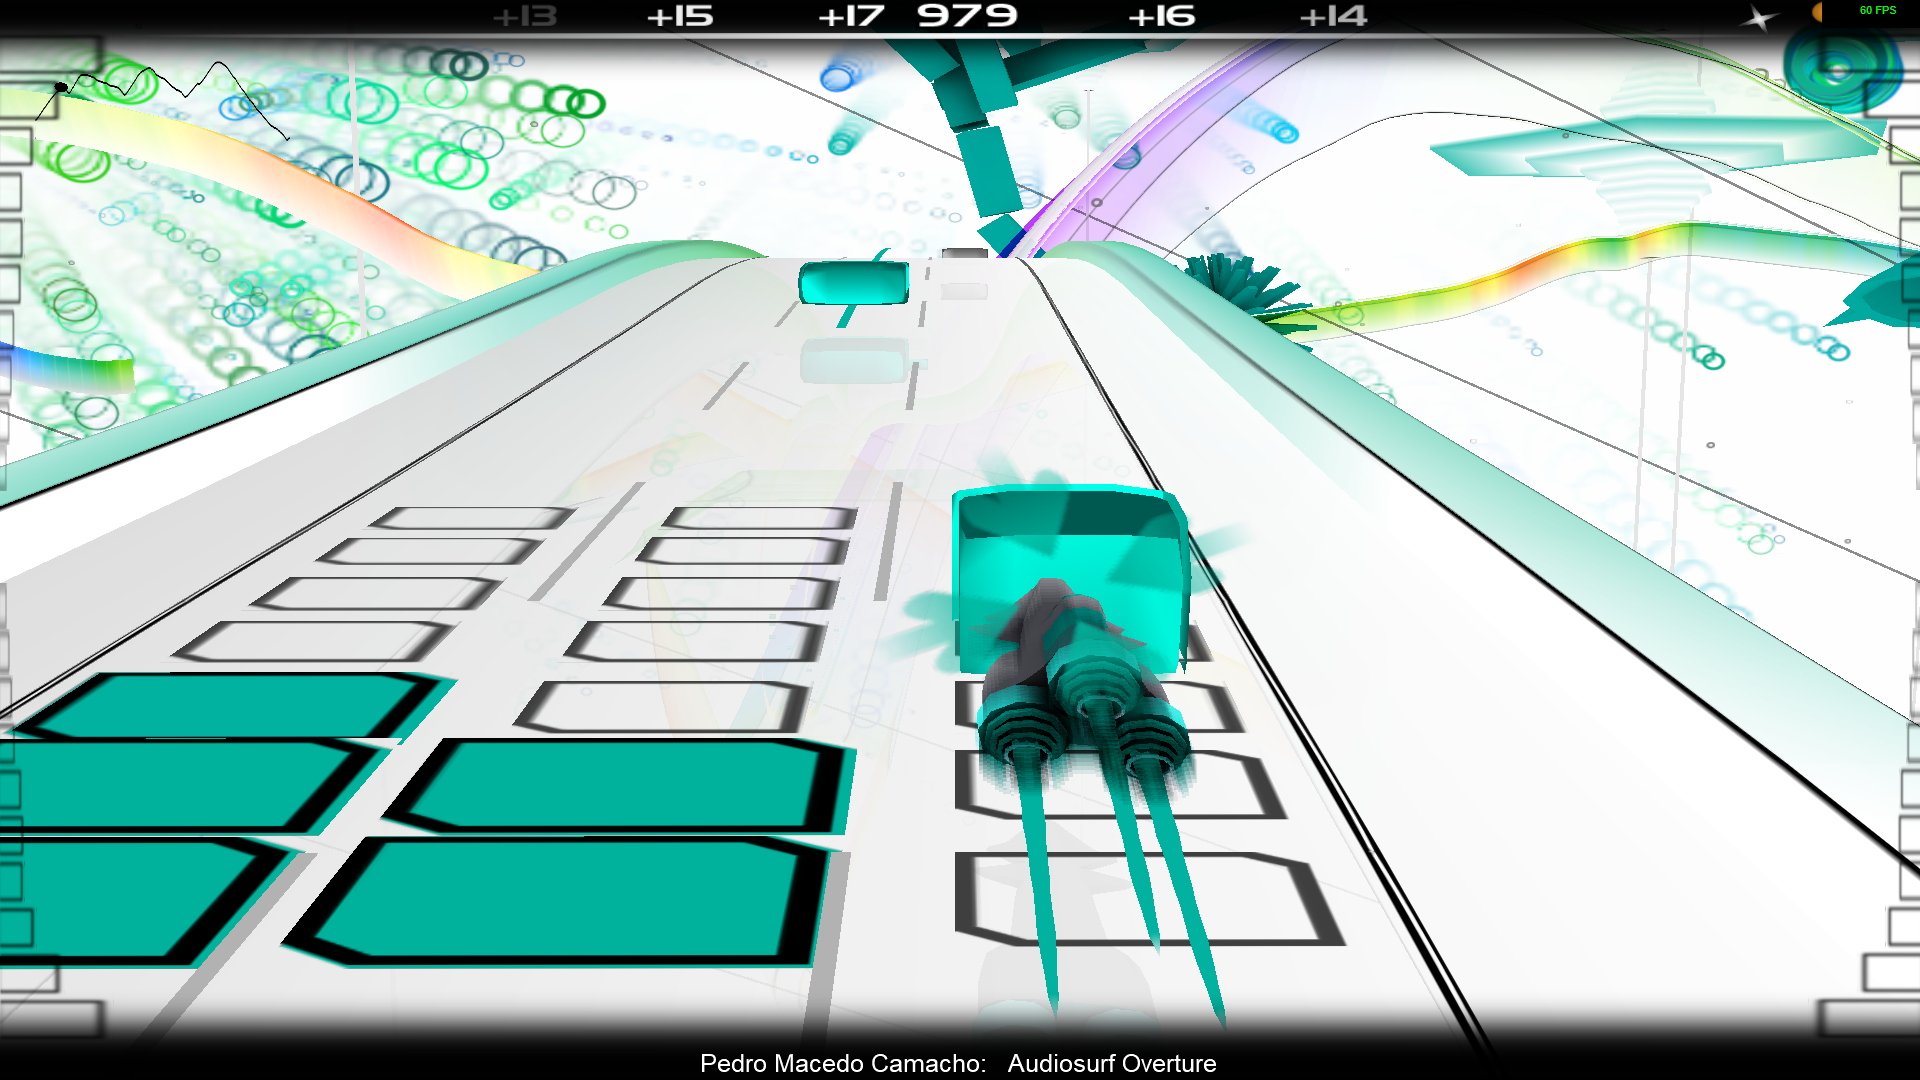 +13 +15 +17 979 +16 +14
60 FPS
Pedro Macedo Camacho: Audiosurf Overture